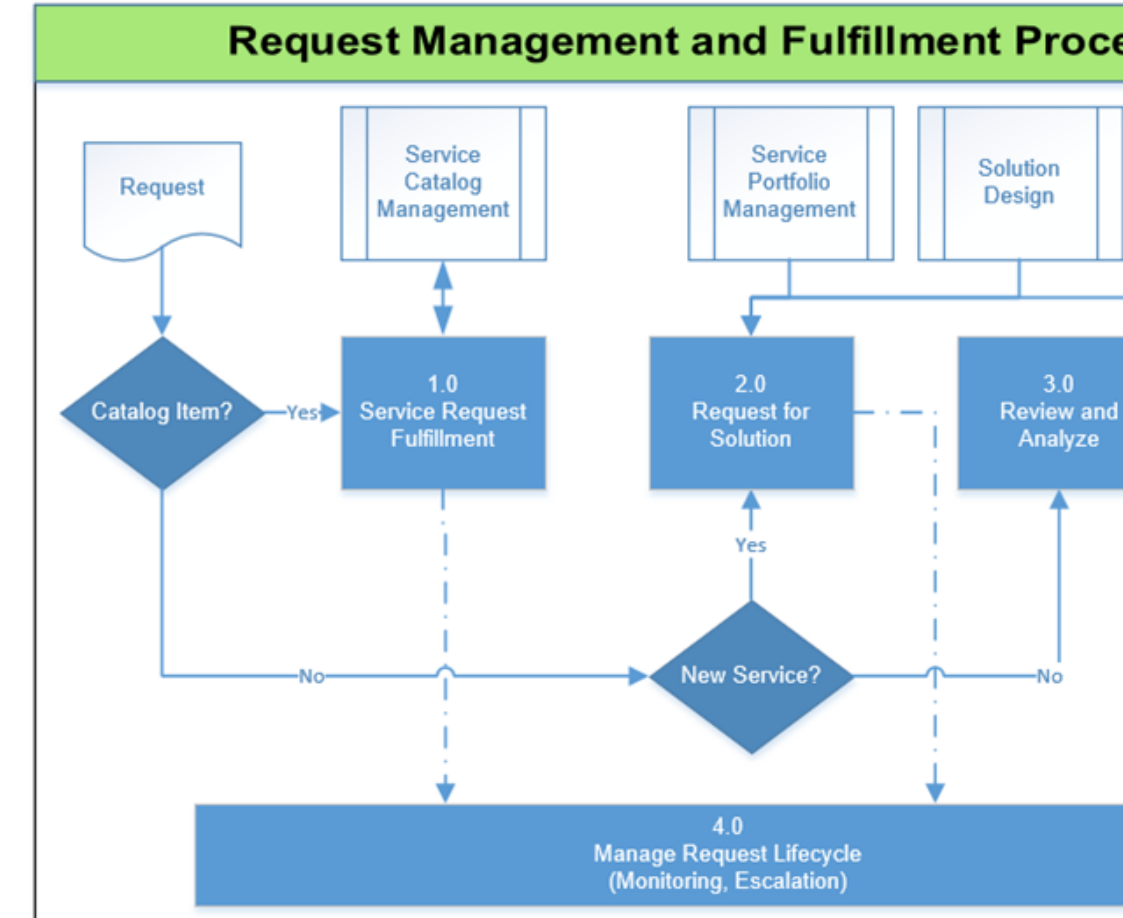 Request Management and Fulfillment Proce
Request
Service
Catalog
Management
Service
Portfolio
Management
Solution
Design
Catalog Item?
Yes
1.0
Service Request
Fulfillment
2.0
Request for
Solution
3.0
Review and
Analyze
Yes
No
New Service?
No
4.0
Manage Request Lifecycle
(Monitoring, Escalation)